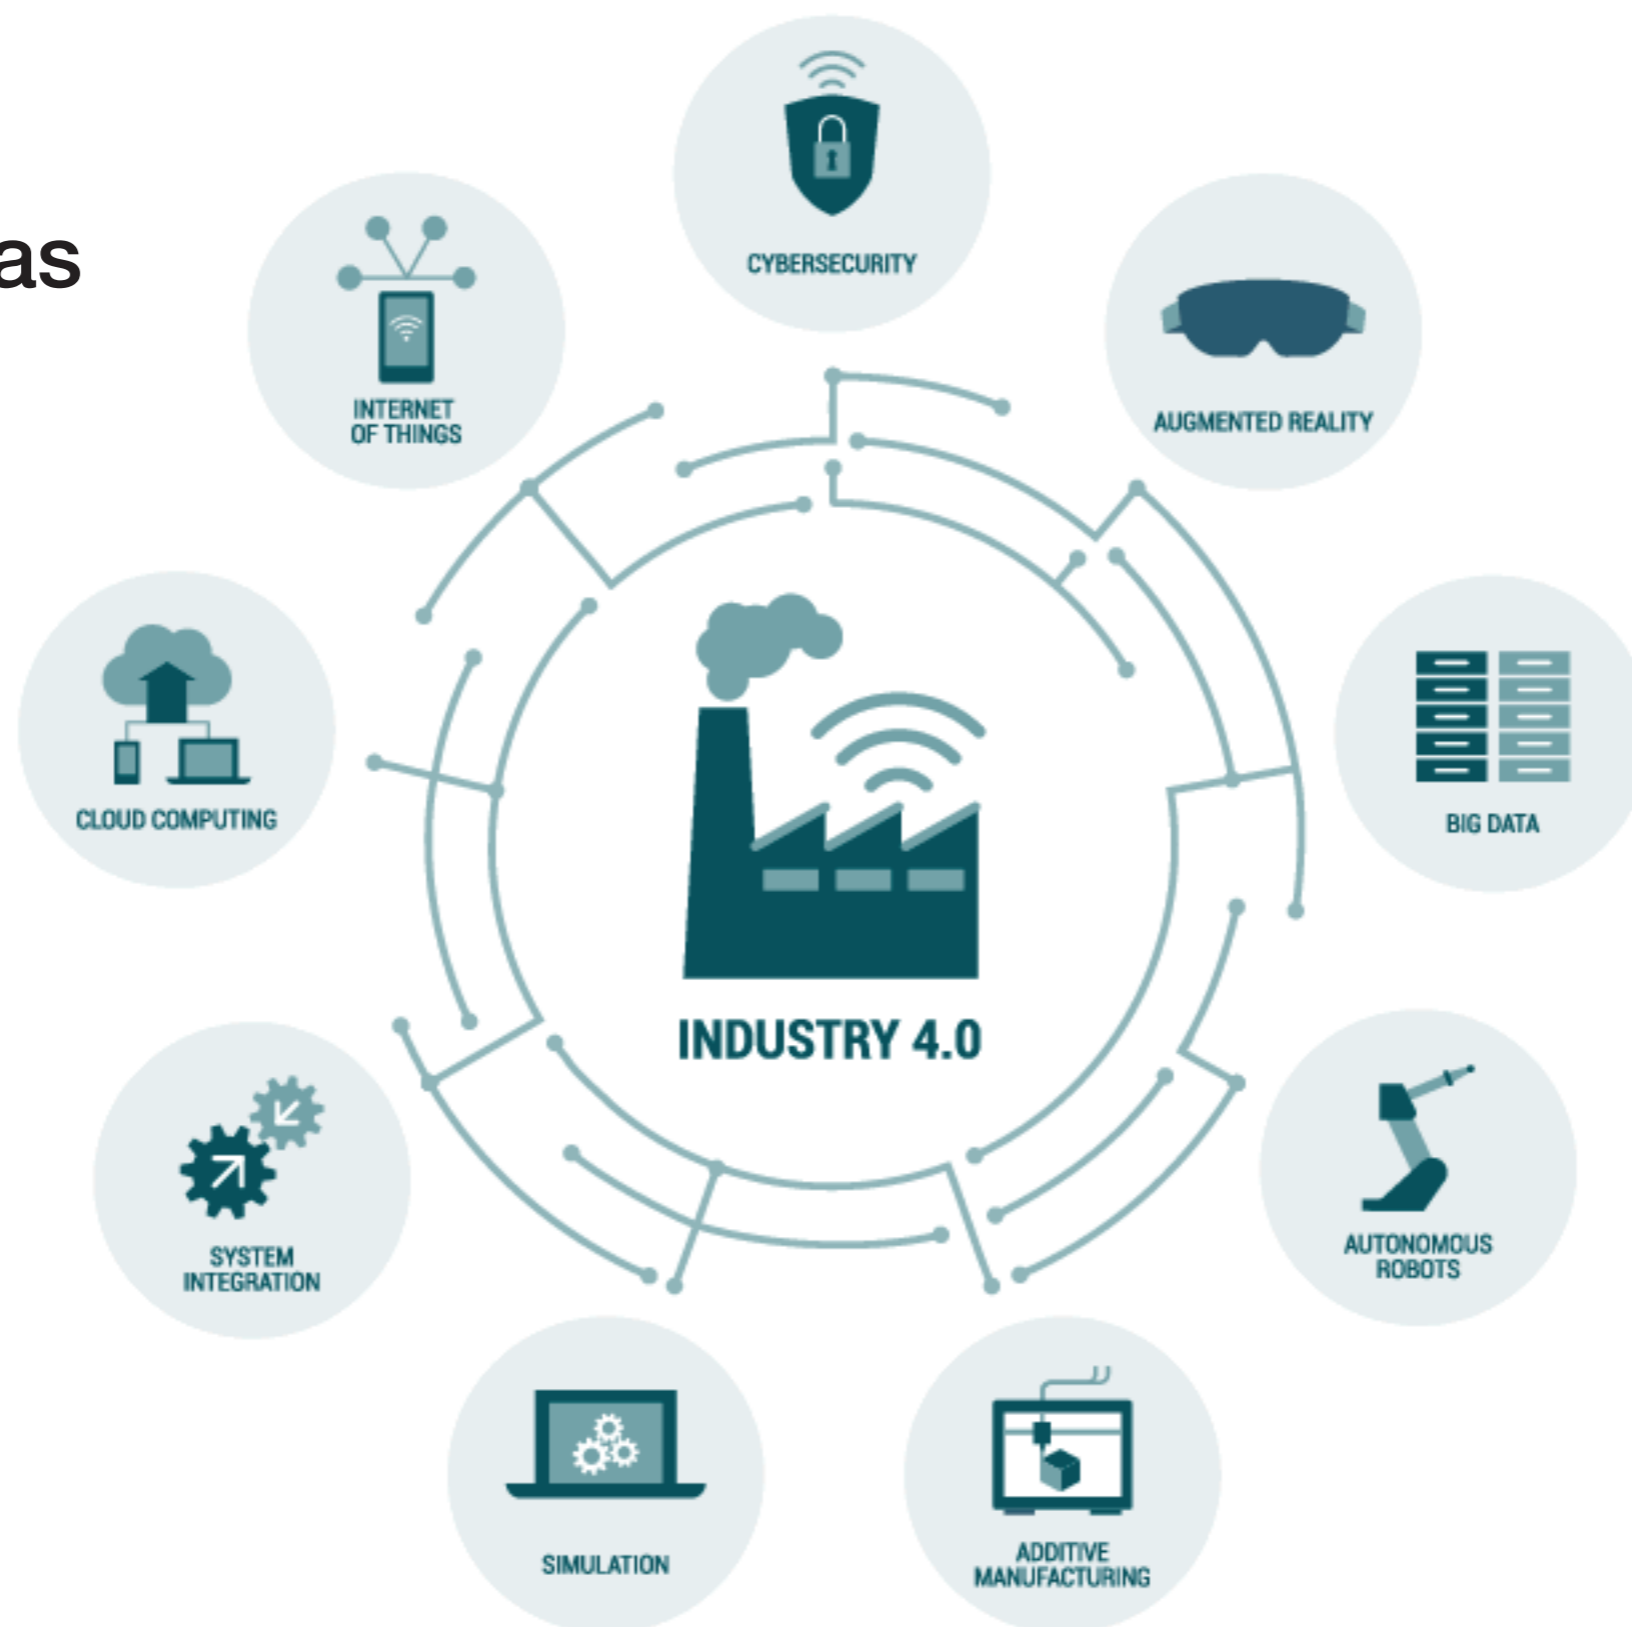 as
CYBERSECURITY
INTERNET
OF THINGS
AUGMENTED REALITY
CLOUD COMPUTING
BIG DATA
INDUSTRY 4.0
SYSTEM
INTEGRATION
AUTONOMOUS
ROBOTS
SIMULATION
ADDITIVE
MANUFACTURING